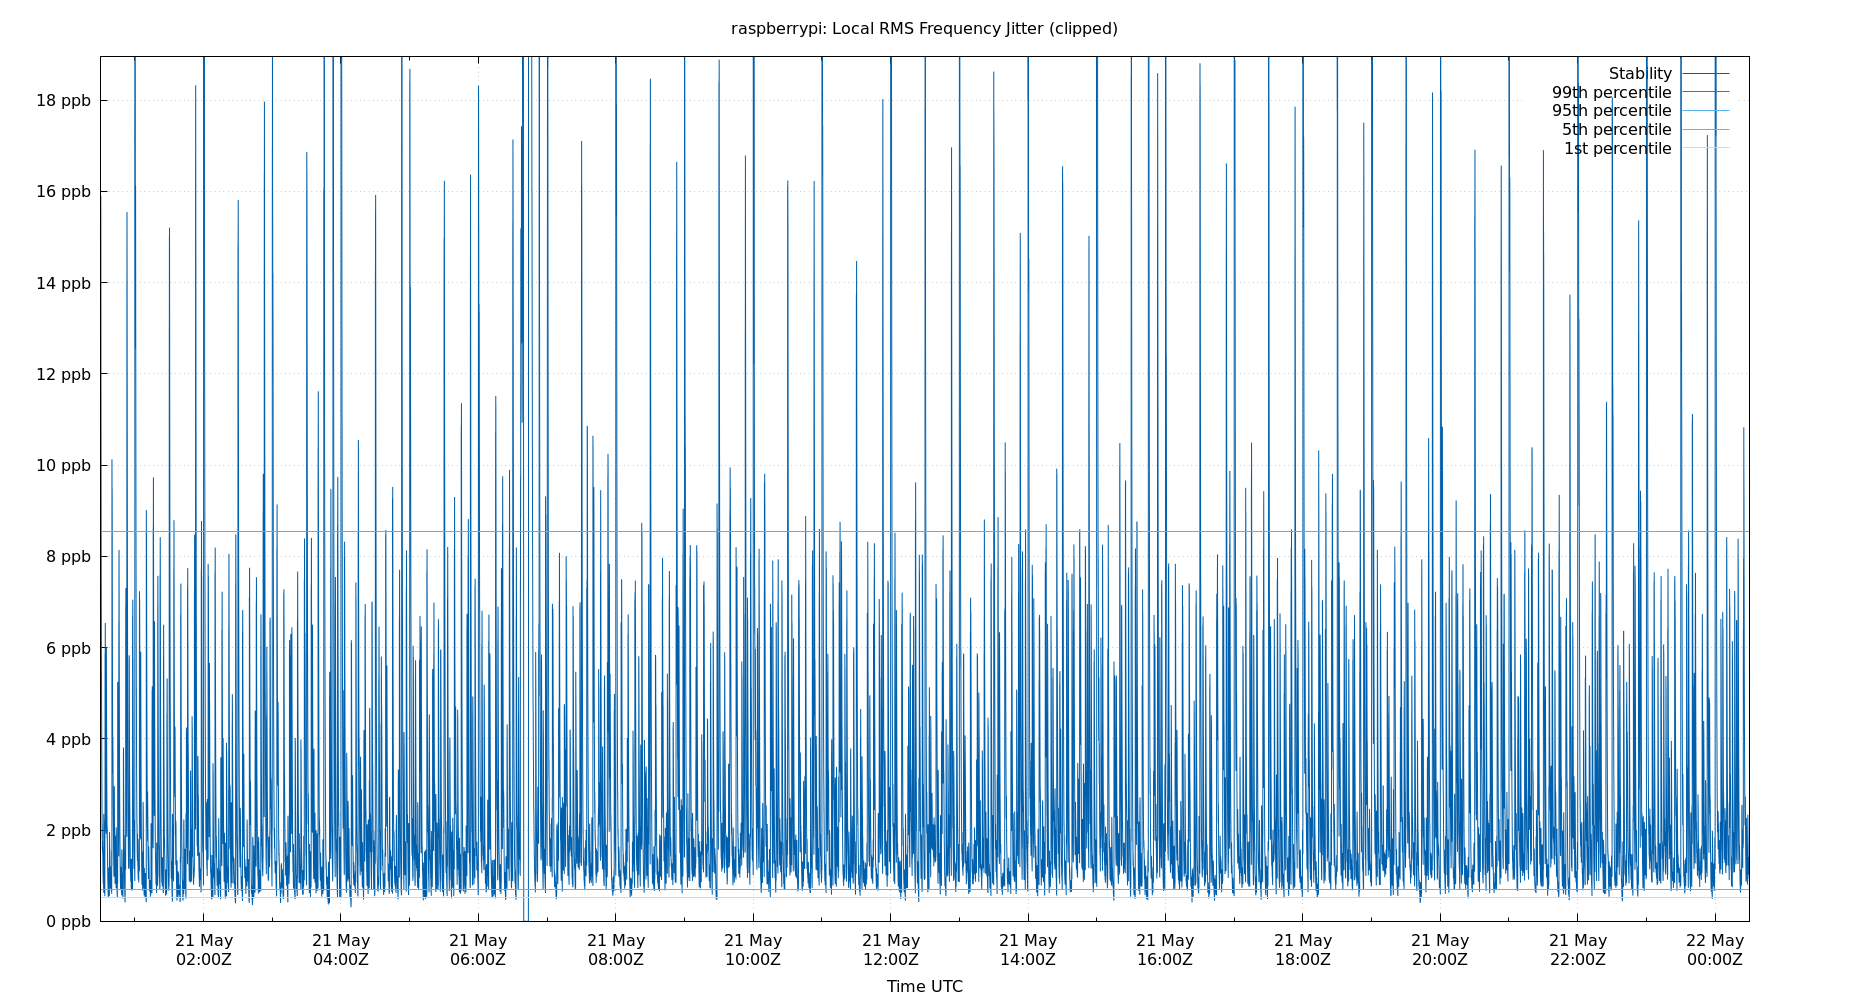 raspberrypi: Local RMS Frequency Jitter (clipped)
Stability
99th percentile
95th percentile
5th percentile
1st percentile
18 ppb
16 ppb
14 ppb
12 ppb
10 ppb
8 ppb
6 ppb
4 ppb
2 ppb
0 ppb
21 May 21 May 21 May 21 May 21 May 21 May 21 May 21 May 21 May 21 May 21 May 22 May
02:00Z 04:00Z 06:00Z 08:00Z 10:00Z 12:00Z 14:00Z 16:00Z 18:00Z 20:00Z 22:00Z 00:00Z
Time UTC